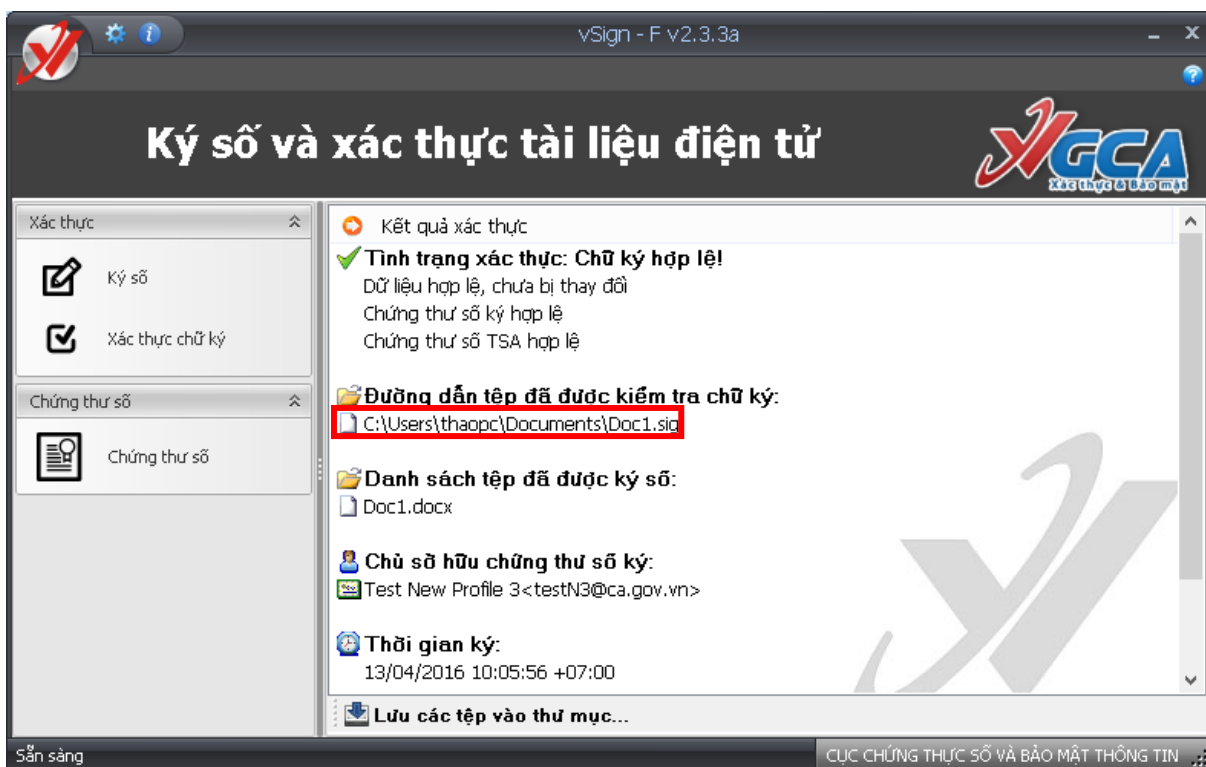 vSign - F v2.3.3a
Ký số và xác thực tài liệu điện tử
GCA
Xác thực & Bảo mật
Xác thực
Ký số
Xác thực chữ ký
Chứng thư số
Chứng thư số
Kết quả xác thực
Tình trạng xác thực: Chữ ký hợp lệ!
Dữ liệu hợp lệ, chưa bị thay đổi
Chứng thư số ký hợp lệ
Chứng thư số TSA hợp lệ
Đường dẫn tệp đã được kiểm tra chữ ký:
C:\Users\thaopc\Documents\Doc1.sig
Danh sách tệp đã được ký số:
Doc1.docx
Chủ sở hữu chứng thư số ký:
Test New Profile 3<testN3@ca.gov.vn>
Thời gian ký:
13/04/2016 10:05:56 +07:00
Lưu các tệp vào thư mục...
Sẵn sàng
CỤC CHỨNG THỰC SỐ VÀ BẢO MẬT THÔNG TIN